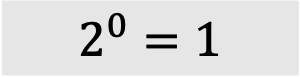 2⁰ = 1